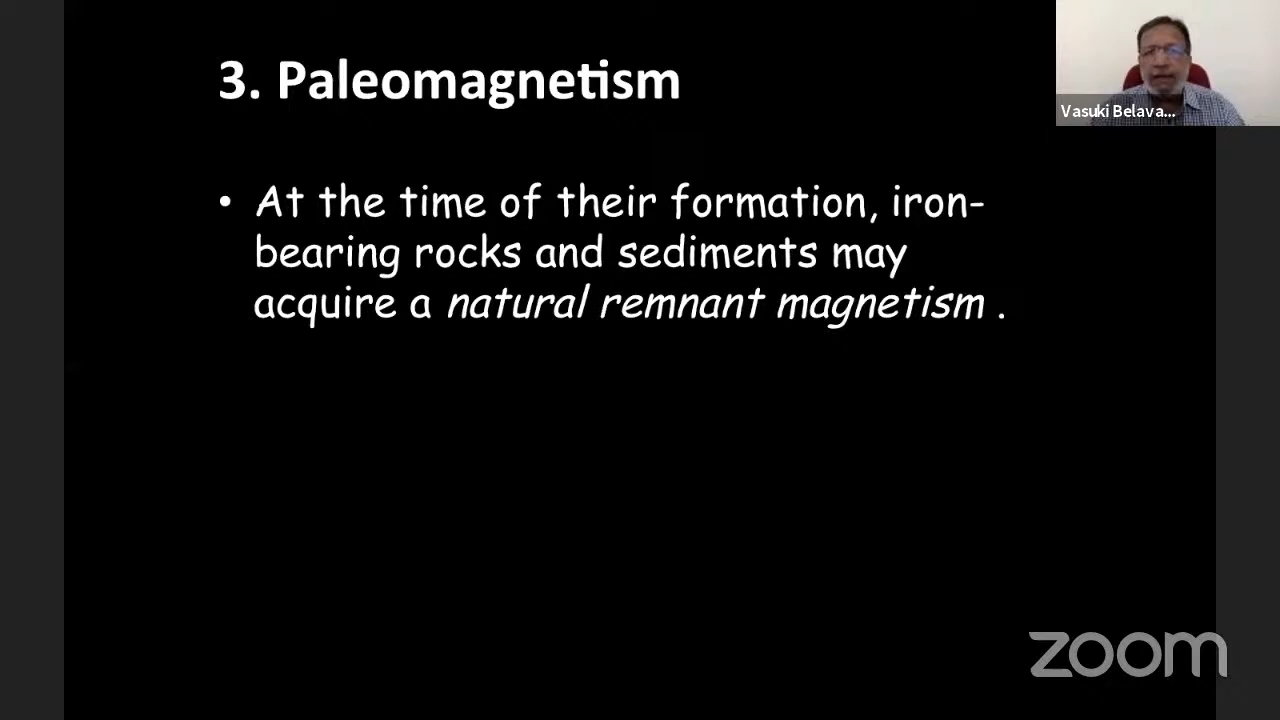 3. Paleomagnetism
• At the time of their formation, iron-
bearing rocks and sediments may
acquire a natural remnant magnetism .
Vasuki Belava...
zoom